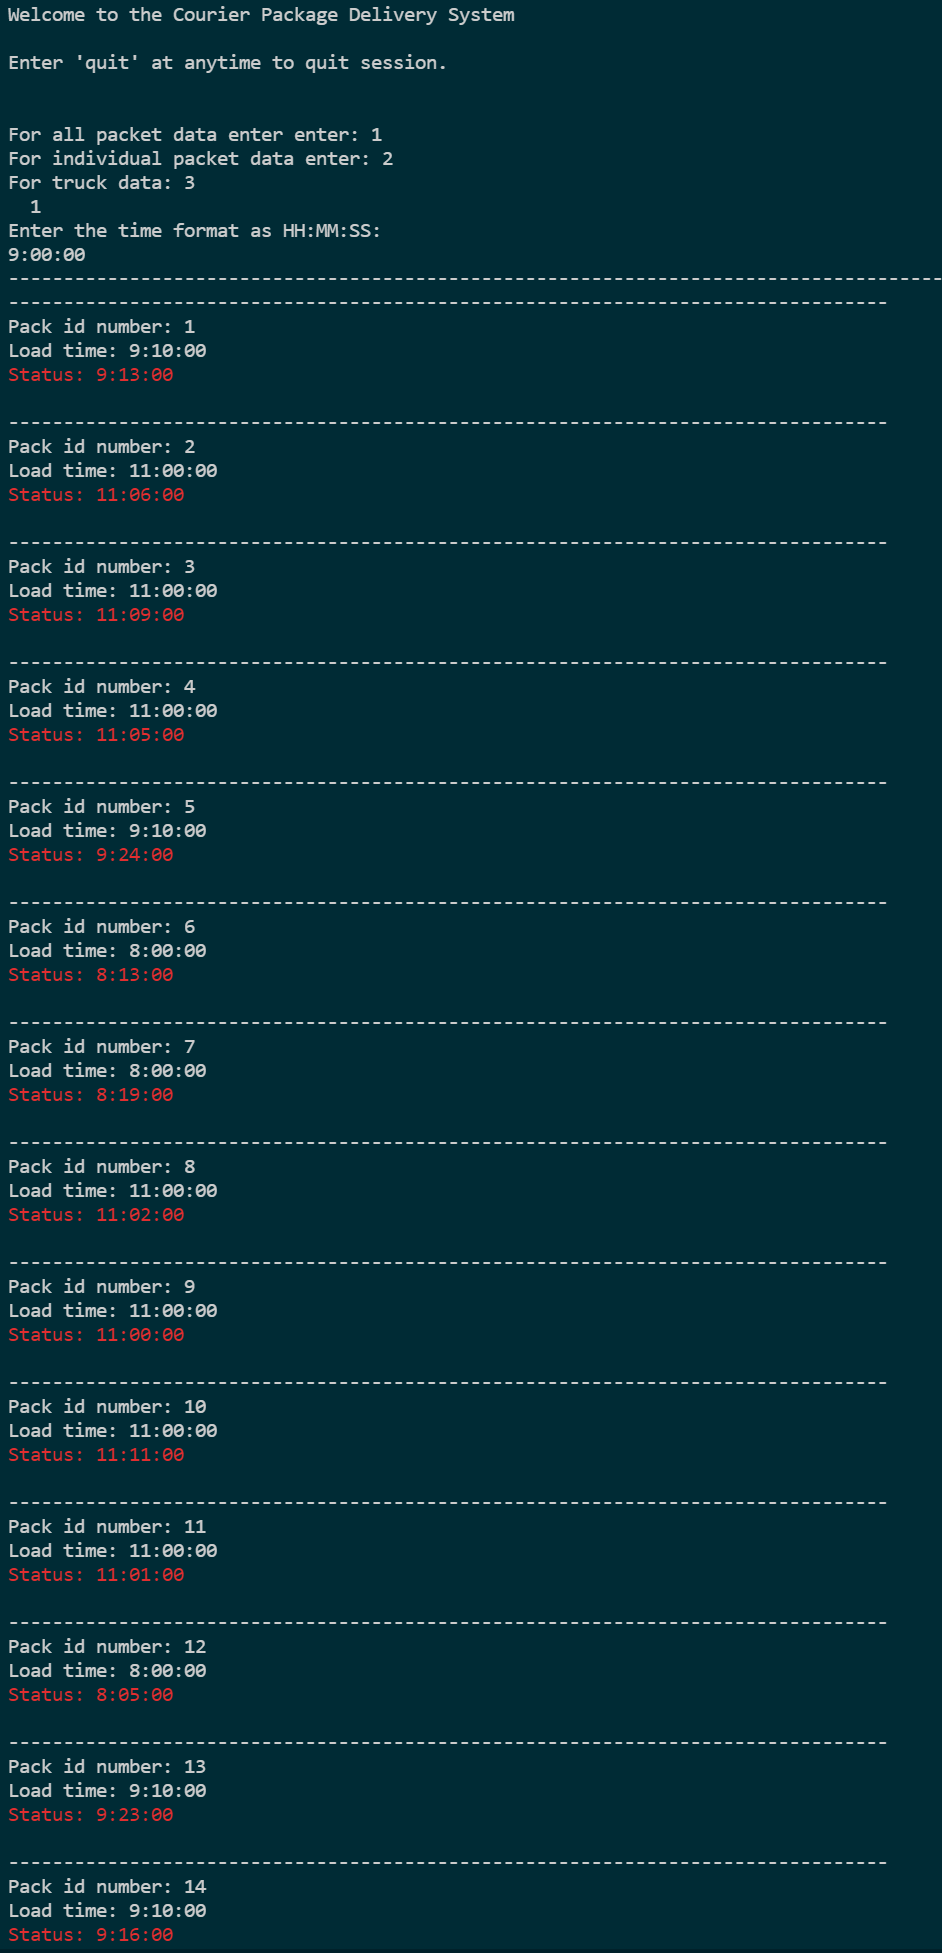 Welcome to the Courier Package Delivery System
Enter 'quit' at anytime to quit session.
For all packet data enter enter: 1
For individual packet data enter: 2
For truck data: 3
1
Enter the time format as HH:MM:SS:
9:00:00
-------------------------------------------------------------------------------------
--------------------------------------------------------------------------------
Pack id number: 1
Load time: 9:10:00
Status: 9:13:00
--------------------------------------------------------------------------------
Pack id number: 2
Load time: 11:00:00
Status: 11:06:00
--------------------------------------------------------------------------------
Pack id number: 3
Load time: 11:00:00
Status: 11:09:00
--------------------------------------------------------------------------------
Pack id number: 4
Load time: 11:00:00
Status: 11:05:00
--------------------------------------------------------------------------------
Pack id number: 5
Load time: 9:10:00
Status: 9:24:00
--------------------------------------------------------------------------------
Pack id number: 6
Load time: 8:00:00
Status: 8:13:00
--------------------------------------------------------------------------------
Pack id number: 7
Load time: 8:00:00
Status: 8:19:00
--------------------------------------------------------------------------------
Pack id number: 8
Load time: 11:00:00
Status: 11:02:00
--------------------------------------------------------------------------------
Pack id number: 9
Load time: 11:00:00
Status: 11:00:00
--------------------------------------------------------------------------------
Pack id number: 10
Load time: 11:00:00
Status: 11:11:00
--------------------------------------------------------------------------------
Pack id number: 11
Load time: 11:00:00
Status: 11:01:00
--------------------------------------------------------------------------------
Pack id number: 12
Load time: 8:00:00
Status: 8:05:00
--------------------------------------------------------------------------------
Pack id number: 13
Load time: 9:10:00
Status: 9:23:00
--------------------------------------------------------------------------------
Pack id number: 14
Load time: 9:10:00
Status: 9:16:00